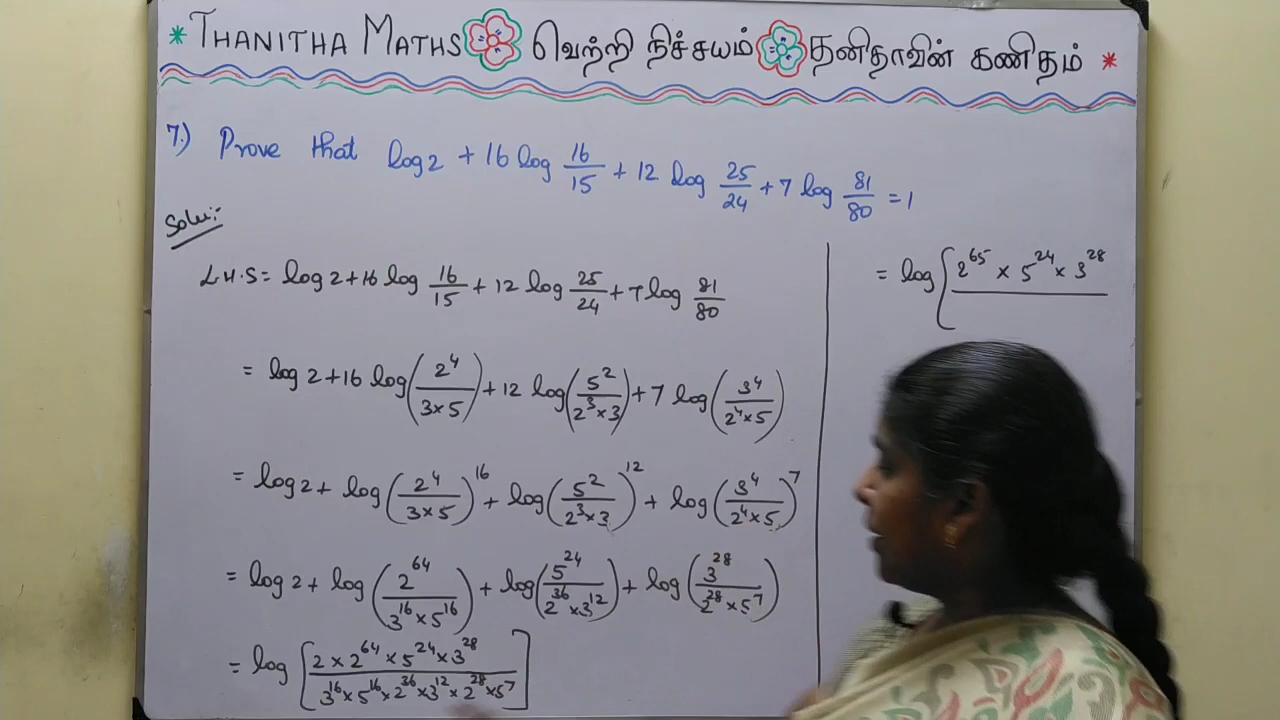 * THANITHA MATHS வெற்றி நிச்சயம் தனிதாவின் கணிதம் *
7.) Prove that log 2 + 16 log 16/15 + 12 log 25/24 + 7 log 81/80 = 1
Solu:-
L.H.S = log 2 + 16 log 16/15 + 12 log 25/24 + 7 log 81/80
= log 2 + 16 log (2^4/(3×5)) + 12 log (5^2/(2^3×3)) + 7 log (3^4/(2^4×5))
= log 2 + log (2^4/(3×5))^16 + log (5^2/(2^3×3))^12 + log (3^4/(2^4×5))^7
= log 2 + log (2^64/(3^16×5^16)) + log (5^24/(2^36×3^12)) + log (3^28/(2^28×5^7))
= log [(2×2^64×5^24×3^28)/(3^16×5^16×2^36×3^12×2^28×5^7)]
= log [2^65 × 5^24 × 3^28